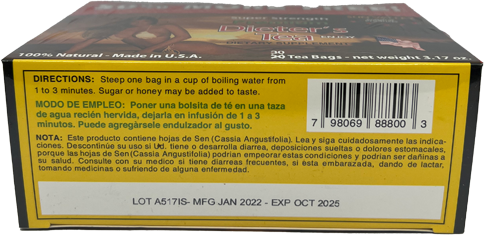 super strength
Dieter's
Tea
30
20 Tea Bags - net weight 3.17 oz.
100% Natural - Made in U.S.A.
DIRECTIONS: Steep one bag in a cup of boiling water from
1 to 3 minutes. Sugar or honey may be added to taste.
MODO DE EMPLEO: Poner una bolsita de té en una taza
de agua recién hervida, dejarla en infusión de 1 a 3
minutos. Puede agregársele endulzador al gusto.
7 98069 88800 3
NOTA: Este producto contiene hojas de Sen (Cassia Angustifolia). Lea y siga cuidadosamente las indica-
ciones. Descontinúe su uso si Ud. tiene o desarrolla diarrea, deposiciones sueltas o dolores estomacales,
porque las hojas de Sen (Cassia Angustifolia) podrían empeorar estas condiciones y podrían ser dañinas a
su salud. Consulte con su medico si tiene diarreas frecuentes, si esta embarazada, dando de lactar,
tomando medicinas o sufriendo de alguna enfermedad.
LOT A517IS- MFG JAN 2022 - EXP OCT 2025